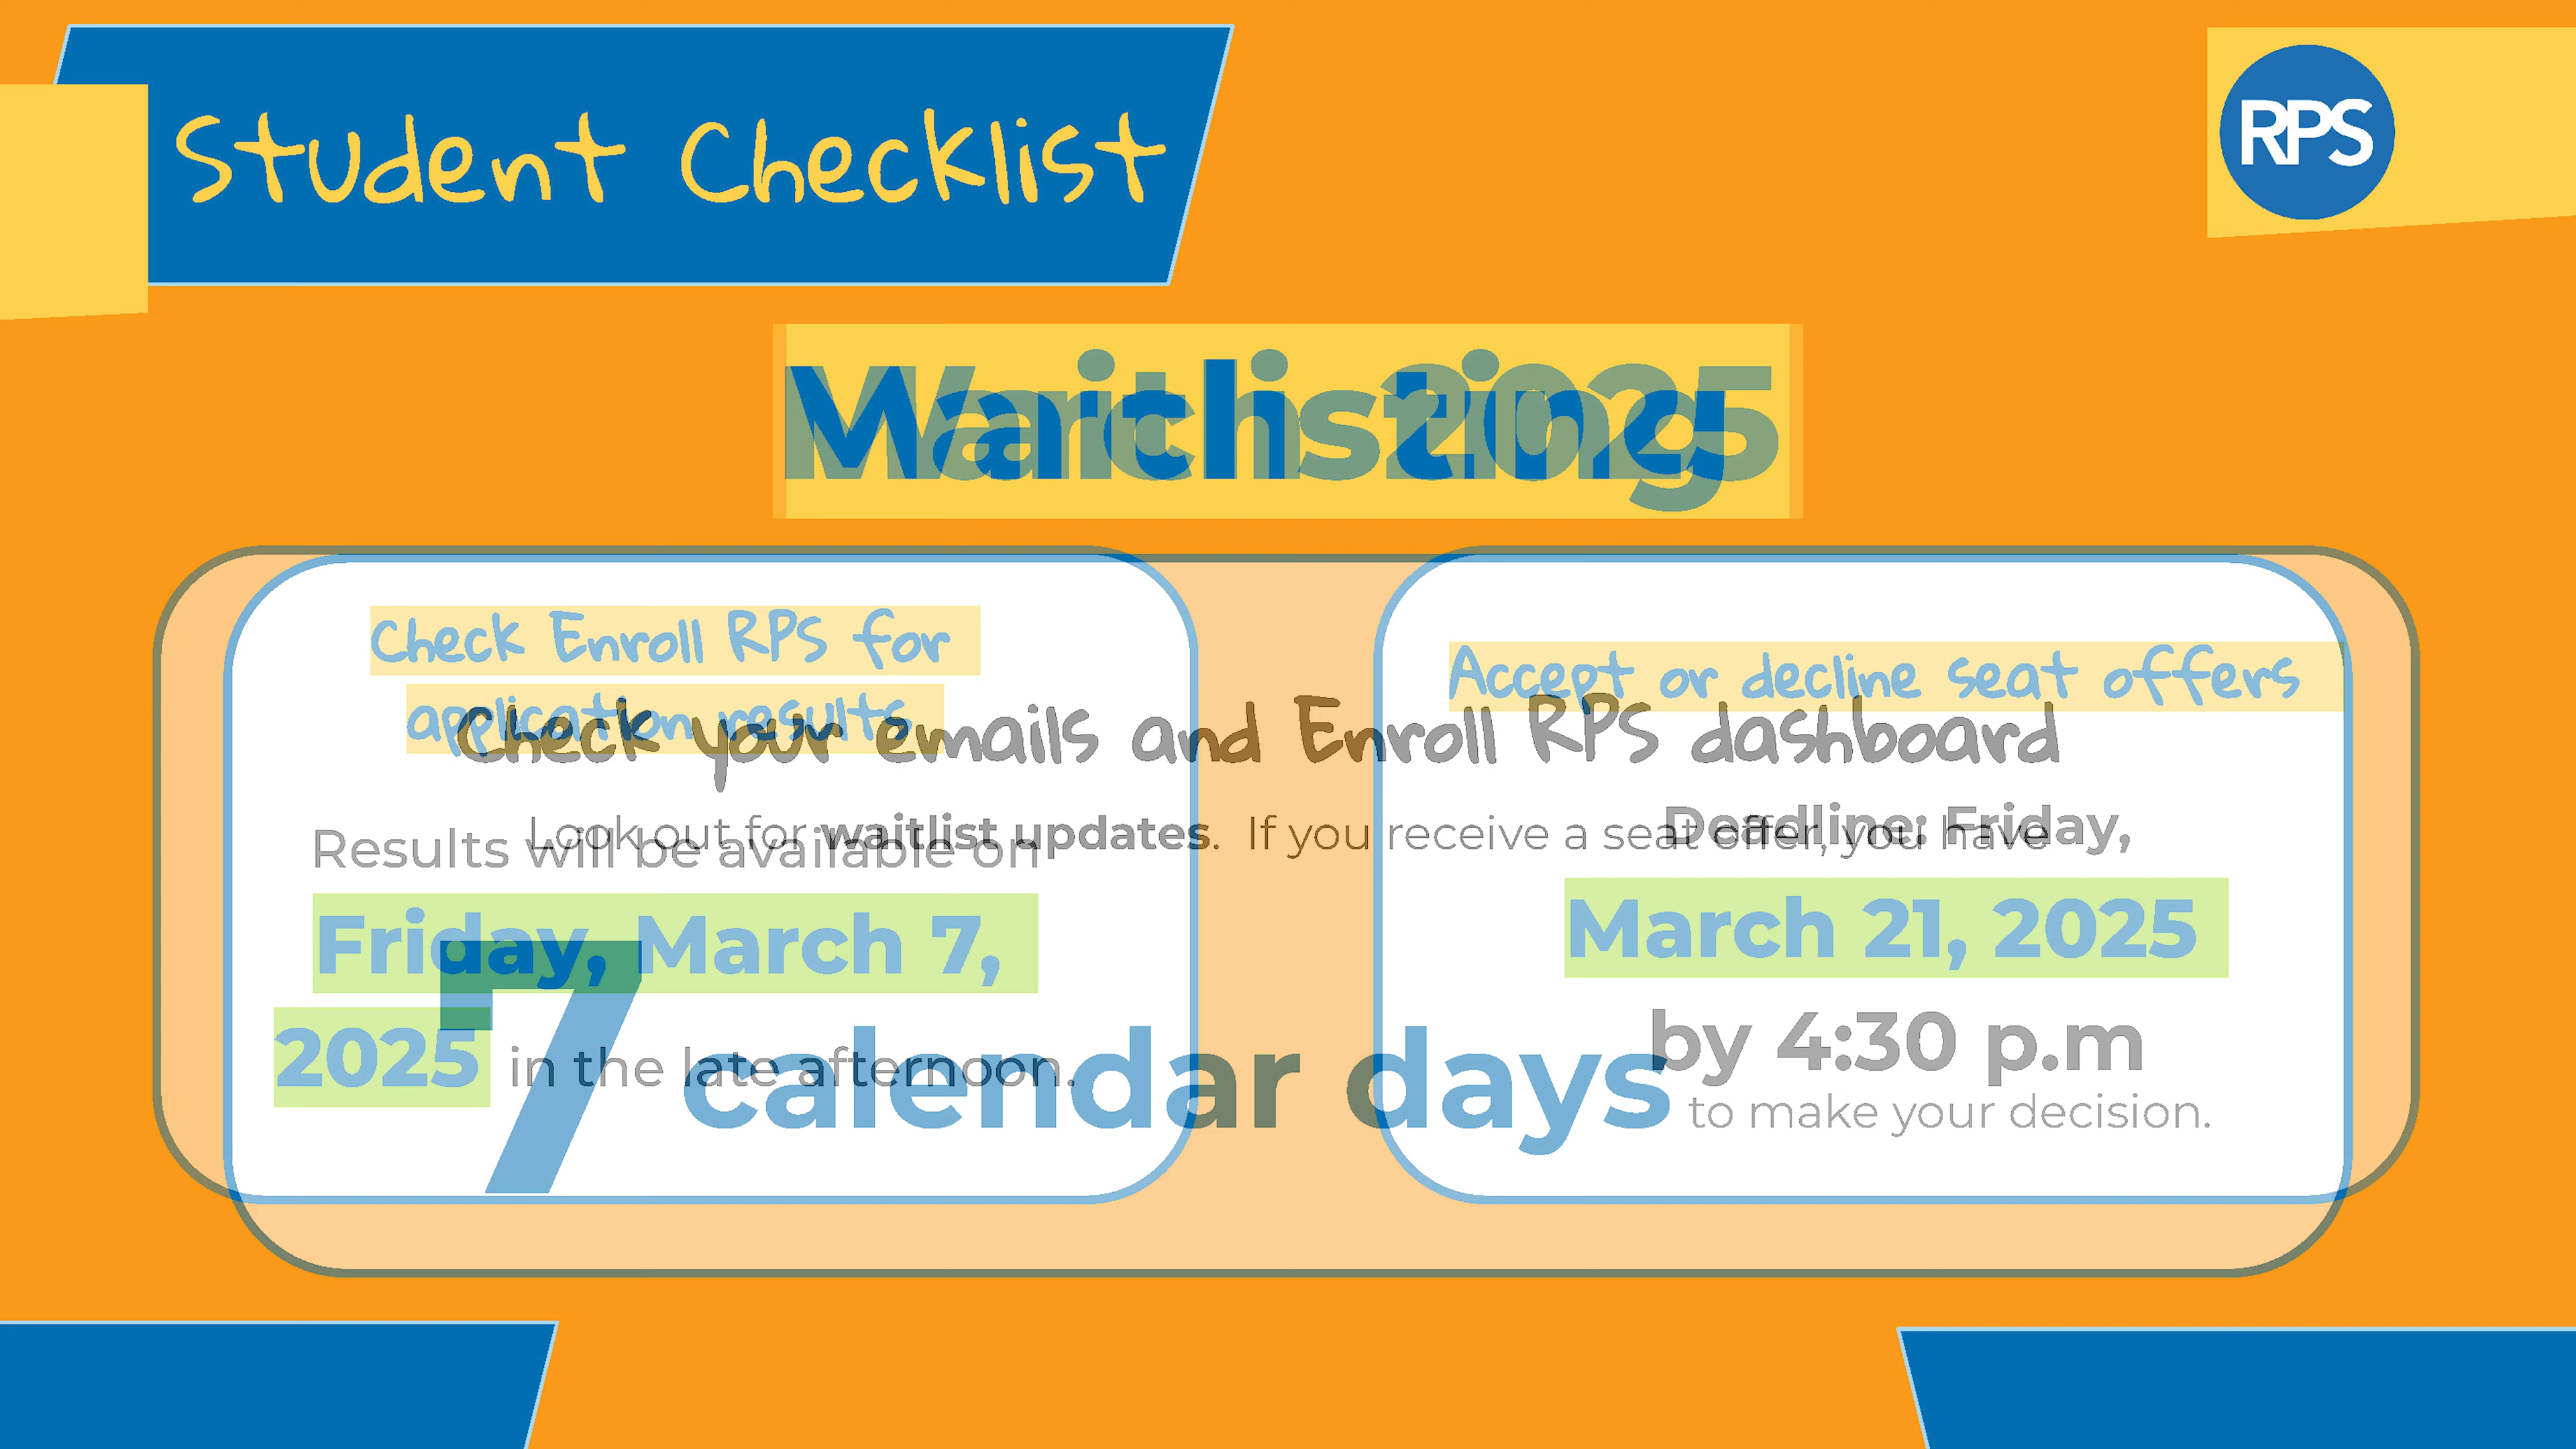 Student Checklist
RPS
March 2025
Check Enroll RPS for
application results
Results will be available on
Friday, March 7,
2025 in the late afternoon.
Accept or decline seat offers
Deadline: Friday,
March 21, 2025
by 4:30 p.m
Waitlisting
Check your emails and Enroll RPS dashboard
Look out for waitlist updates. If you receive a seat offer, you have
7 calendar days to make your decision.